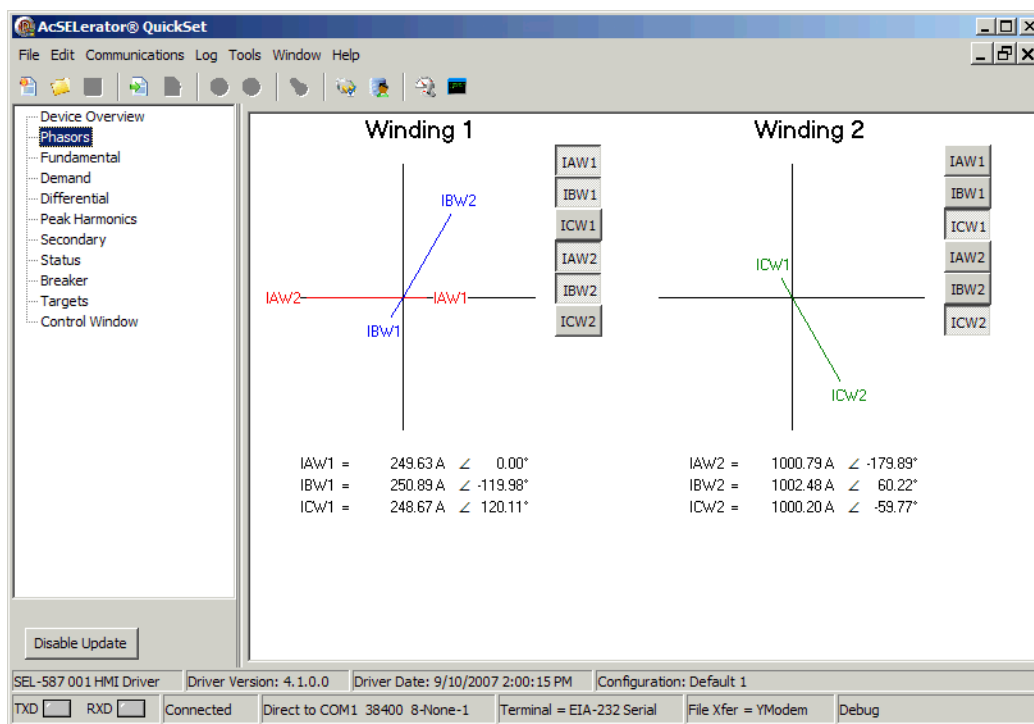 AcSELerator® QuickSet
File Edit Communications Log Tools Window Help
Device Overview
Phasors
Fundamental
Demand
Differential
Peak Harmonics
Secondary
Status
Breaker
Targets
Control Window
Disable Update
Winding 1
IBW2
IAW2
IAW1
IBW1
IAW1
IBW1
ICW1
IAW2
IBW2
ICW2
IAW1 = 249.63 A ∠ 0.00°
IBW1 = 250.89 A ∠ -119.98°
ICW1 = 248.67 A ∠ 120.11°
Winding 2
ICW1
ICW2
IAW1
IBW1
ICW1
IAW2
IBW2
ICW2
IAW2 = 1000.79 A ∠ -179.89°
IBW2 = 1002.48 A ∠ 60.22°
ICW2 = 1000.20 A ∠ -59.77°
SEL-587 001 HMI Driver Driver Version: 4.1.0.0 Driver Date: 9/10/2007 2:00:15 PM Configuration: Default 1
TXD RXD Connected Direct to COM1 38400 8-None-1 Terminal = EIA-232 Serial File Xfer = YModem Debug